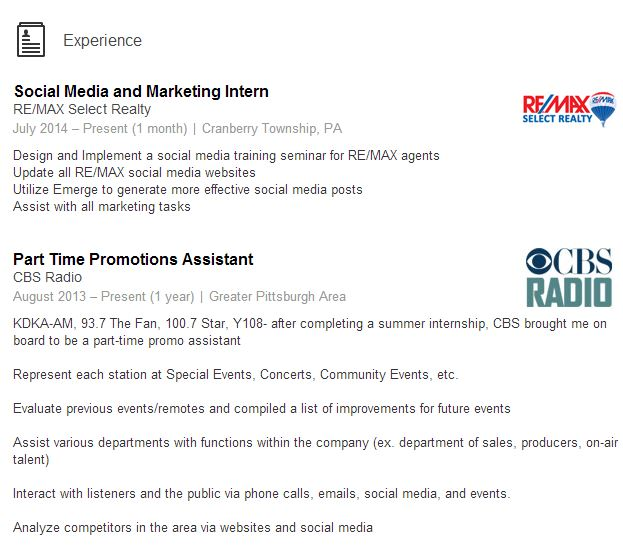 Experience
Social Media and Marketing Intern
RE/MAX Select Realty
July 2014 – Present (1 month) | Cranberry Township, PA
RE/MAX
RE/MAX
SELECT REALTY
Design and Implement a social media training seminar for RE/MAX agents
Update all RE/MAX social media websites
Utilize Emerge to generate more effective social media posts
Assist with all marketing tasks
Part Time Promotions Assistant
CBS Radio
August 2013 – Present (1 year) | Greater Pittsburgh Area
CBS
RADIO
KDKA-AM, 93.7 The Fan, 100.7 Star, Y108- after completing a summer internship, CBS brought me on
board to be a part-time promo assistant
Represent each station at Special Events, Concerts, Community Events, etc.
Evaluate previous events/remotes and compiled a list of improvements for future events
Assist various departments with functions within the company (ex. department of sales, producers, on-air
talent)
Interact with listeners and the public via phone calls, emails, social media, and events.
Analyze competitors in the area via websites and social media